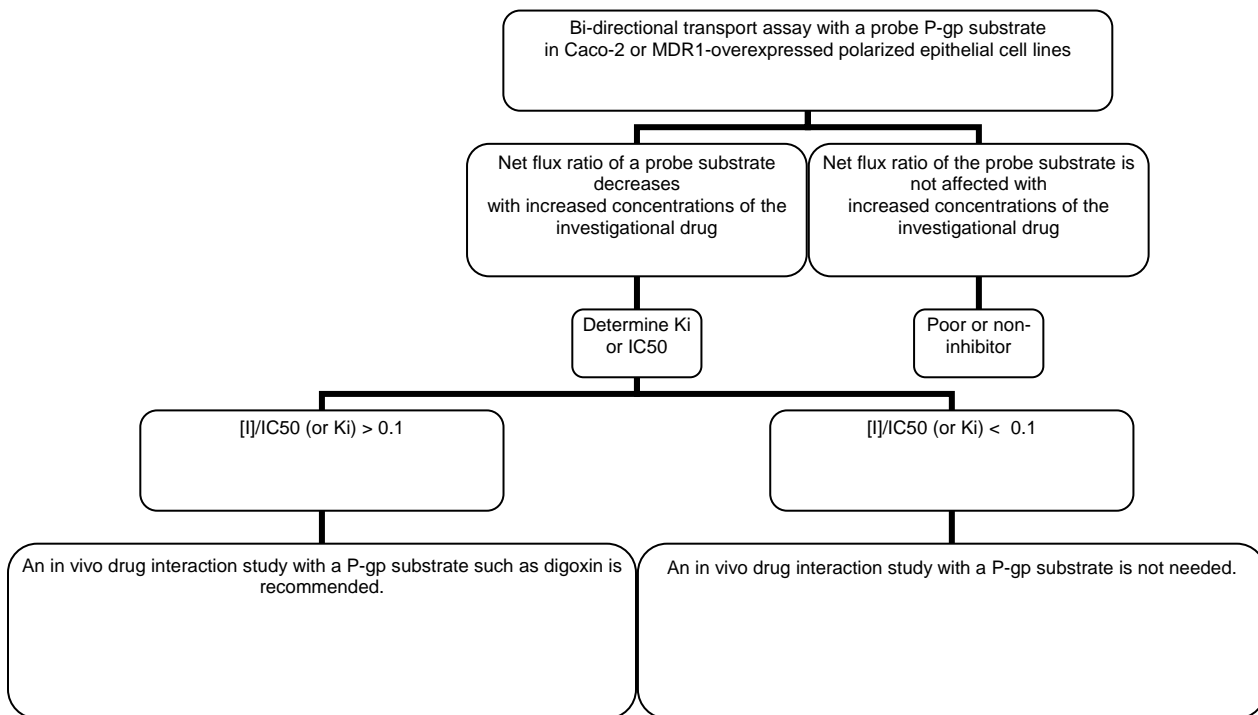 Bi-directional transport assay with a probe P-gp substrate
in Caco-2 or MDR1-overexpressed polarized epithelial cell lines
Net flux ratio of a probe substrate
decreases
with increased concentrations of the
investigational drug
Net flux ratio of the probe substrate is
not affected with
increased concentrations of the
investigational drug
Determine Ki
or IC50
Poor or non-
inhibitor
[I]/IC50 (or Ki) > 0.1
[I]/IC50 (or Ki) < 0.1
An in vivo drug interaction study with a P-gp substrate such as digoxin is
recommended.
An in vivo drug interaction study with a P-gp substrate is not needed.